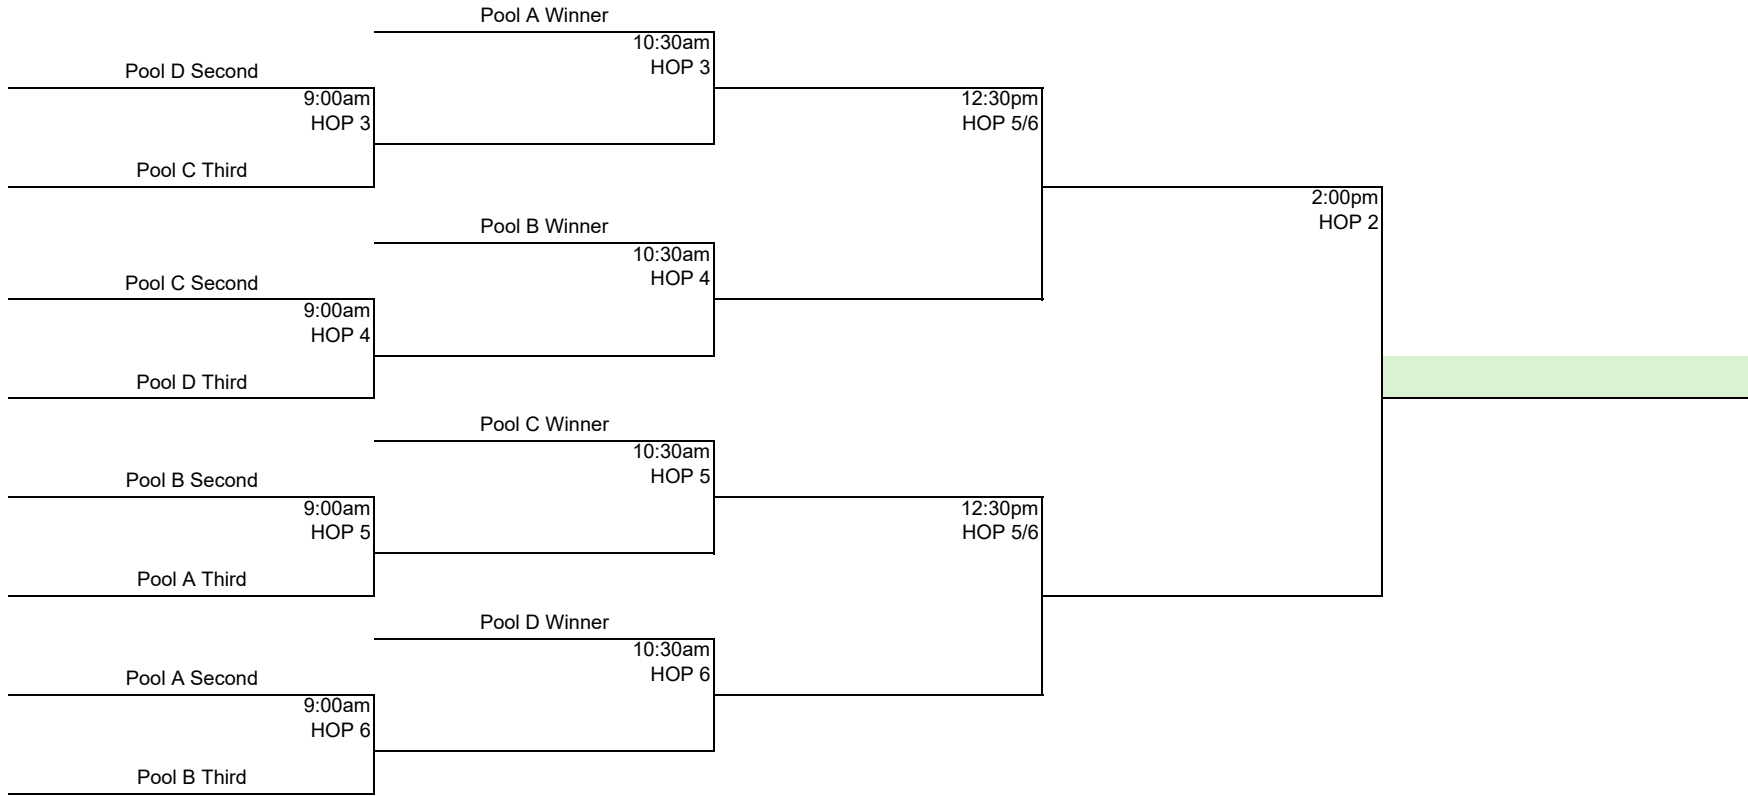 Pool A Winner
10:30am
HOP 3
Pool D Second
9:00am
HOP 3
12:30pm
HOP 5/6
Pool C Third
2:00pm
HOP 2
Pool B Winner
10:30am
HOP 4
Pool C Second
9:00am
HOP 4
Pool D Third
Pool C Winner
10:30am
HOP 5
Pool B Second
9:00am
HOP 5
12:30pm
HOP 5/6
Pool A Third
Pool D Winner
10:30am
HOP 6
Pool A Second
9:00am
HOP 6
Pool B Third